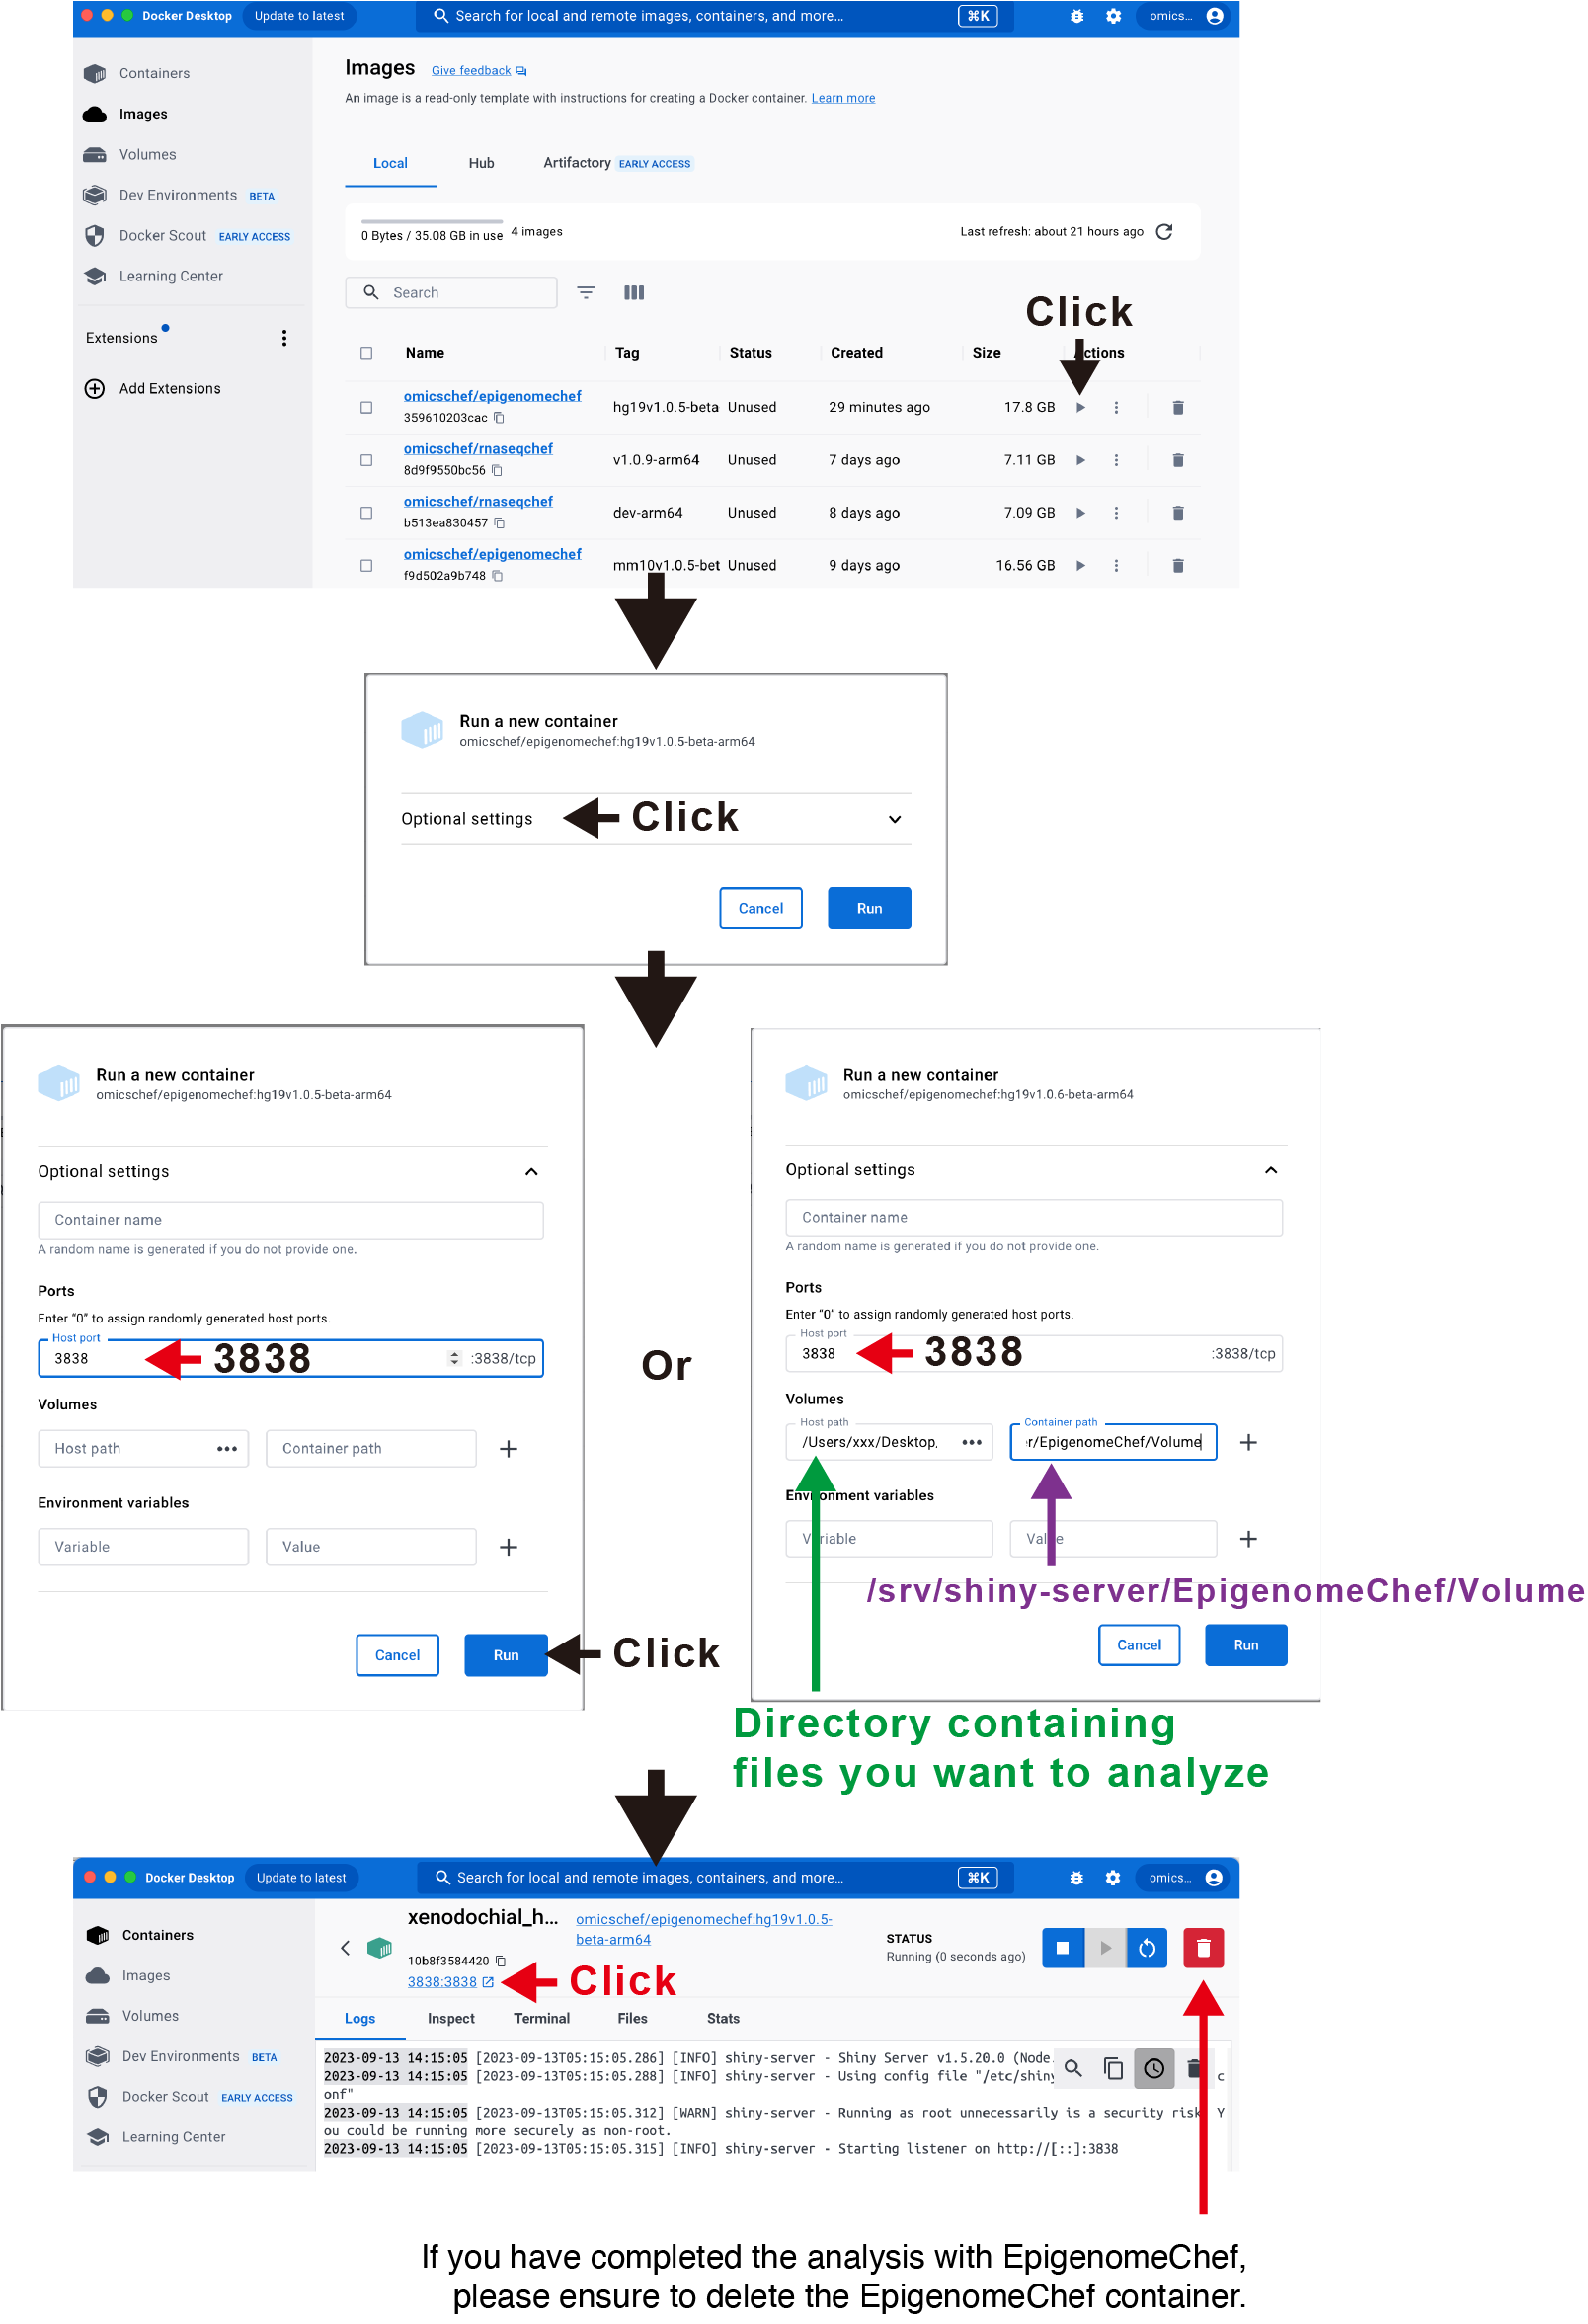 Docker Desktop Update to latest Search for local and remote images, containers, and more... ⌘K omics...
Containers
Images
Volumes
Dev Environments BETA
Docker Scout EARLY ACCESS
Learning Center
Extensions
Add Extensions
Images Give feedback
An image is a read-only template with instructions for creating a Docker container. Learn more
Local Hub Artifactory EARLY ACCESS
0 Bytes / 35.08 GB in use 4 images Last refresh: about 21 hours ago
Search
Click
Name Tag Status Created Size Actions
omicschef/epigenomechef hg19v1.0.5-beta Unused 29 minutes ago 17.8 GB
359610203cac
omicschef/rnaseqchef v1.0.9-arm64 Unused 7 days ago 7.11 GB
8d9f9550bc56
omicschef/rnaseqchef dev-arm64 Unused 8 days ago 7.09 GB
b513ea830457
omicschef/epigenomechef mm10v1.0.5-bet Unused 9 days ago 16.56 GB
f9d502a9b748
Run a new container
omicschef/epigenomechef:hg19v1.0.5-beta-arm64
Optional settings Click
Cancel Run
Run a new container
omicschef/epigenomechef:hg19v1.0.5-beta-arm64
Optional settings
Container name
A random name is generated if you do not provide one.
Ports
Enter “0” to assign randomly generated host ports.
Host port
3838 3838 :3838/tcp
Volumes
Host path ••• Container path
Environment variables
Variable Value
Cancel Run Click
Or
Run a new container
omicschef/epigenomechef:hg19v1.0.6-beta-arm64
Optional settings
Container name
A random name is generated if you do not provide one.
Ports
Enter “0” to assign randomly generated host ports.
Host port
3838 3838 :3838/tcp
Volumes
Host path Container path
/Users/xxx/Desktop, ••• r/EpigenomeChef/Volume
Environment variables
Variable Value
/srv/shiny-server/EpigenomeChef/Volume
Cancel Run
Directory containing
files you want to analyze
Docker Desktop Update to latest Search for local and remote images, containers, and more... ⌘K omics...
Containers
Images
Volumes
Dev Environments BETA
Docker Scout EARLY ACCESS
Learning Center
xenodochial_h... omicschef/epigenomechef:hg19v1.0.5-
beta-arm64
10b8f3584420
3838:3838 Click
STATUS
Running (0 seconds ago)
Logs Inspect Terminal Files Stats
2023-09-13 14:15:05 [2023-09-13T05:15:05.286] [INFO] shiny-server - Shiny Server v1.5.20.0 (Node.
2023-09-13 14:15:05 [2023-09-13T05:15:05.288] [INFO] shiny-server - Using config file "/etc/shiny c
onf"
2023-09-13 14:15:05 [2023-09-13T05:15:05.312] [WARN] shiny-server - Running as root unnecessarily is a security risk Y
ou could be running more securely as non-root.
2023-09-13 14:15:05 [2023-09-13T05:15:05.315] [INFO] shiny-server - Starting listener on http://[::]:3838
If you have completed the analysis with EpigenomeChef,
please ensure to delete the EpigenomeChef container.